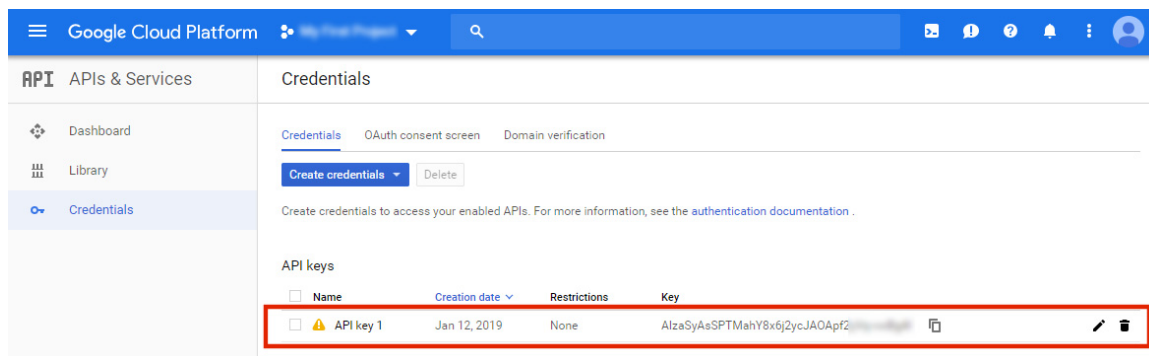 Google Cloud Platform
API APIs & Services
Credentials
Dashboard
Library
Credentials
Credentials OAuth consent screen Domain verification
Create credentials Delete
Create credentials to access your enabled APIs. For more information, see the authentication documentation .
API keys
Name Creation date Restrictions Key
API key 1 Jan 12, 2019 None AIzaSyAsSPTMahY8x6j2ycJAOApf2